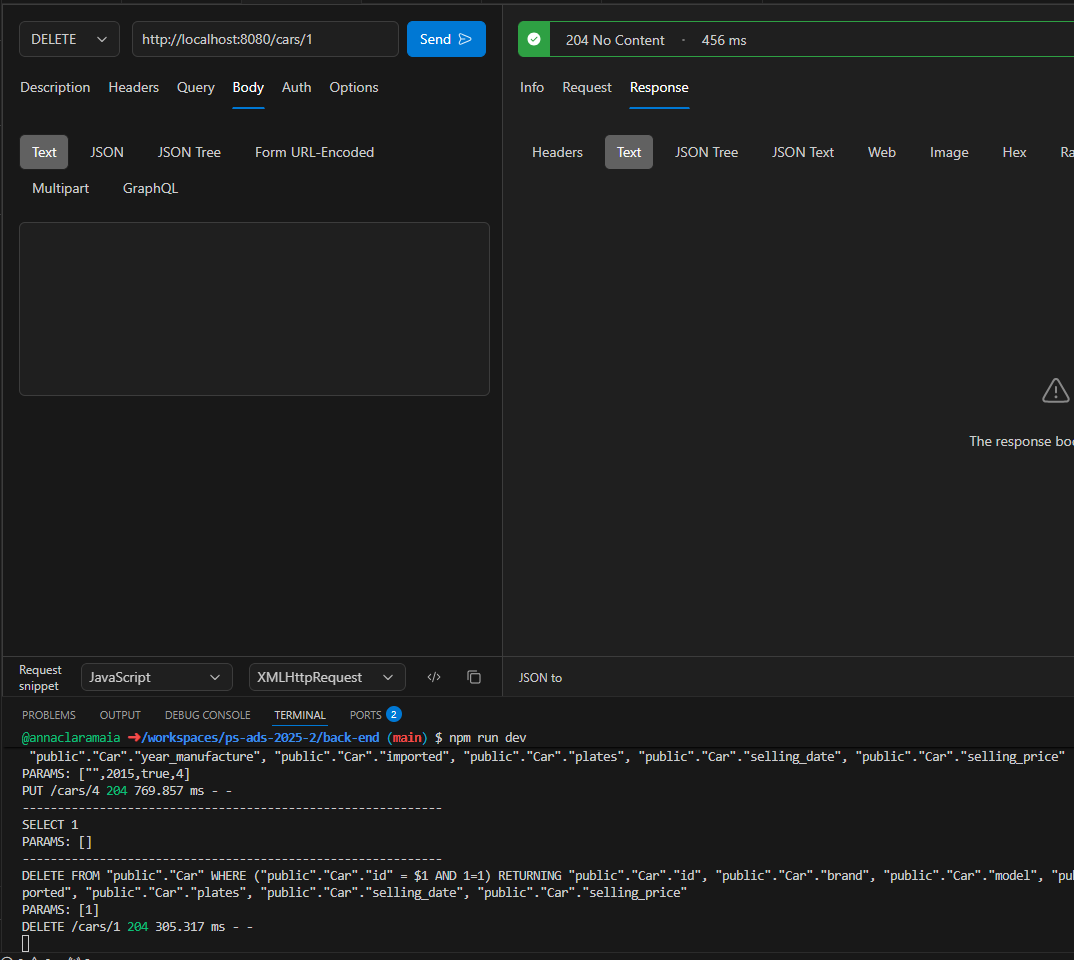 DELETE
http://localhost:8080/cars/1
Send
204 No Content - 456 ms
Description Headers Query Body Auth Options
Info Request Response
Text JSON JSON Tree Form URL-Encoded
Multipart GraphQL
Headers Text JSON Tree JSON Text Web Image Hex
The response
Request
snippet
JavaScript
XMLHttpRequest
</>
JSON to
PROBLEMS OUTPUT DEBUG CONSOLE TERMINAL PORTS 2
@annaclaramaia ➜/workspaces/ps-ads-2025-2/back-end (main) $ npm run dev
"public"."Car"."year_manufacture", "public"."Car"."imported", "public"."Car"."plates", "public"."Car"."selling_date", "public"."Car"."selling_price"
PARAMS: ["",2015,true,4]
PUT /cars/4 204 769.857 ms - -
------------------------------------------------------------
SELECT 1
PARAMS: []
------------------------------------------------------------
DELETE FROM "public"."Car" WHERE ("public"."Car"."id" = $1 AND 1=1) RETURNING "public"."Car"."id", "public"."Car"."brand", "public"."Car"."model",
ported", "public"."Car"."plates", "public"."Car"."selling_date", "public"."Car"."selling_price"
PARAMS: [1]
DELETE /cars/1 204 305.317 ms - -